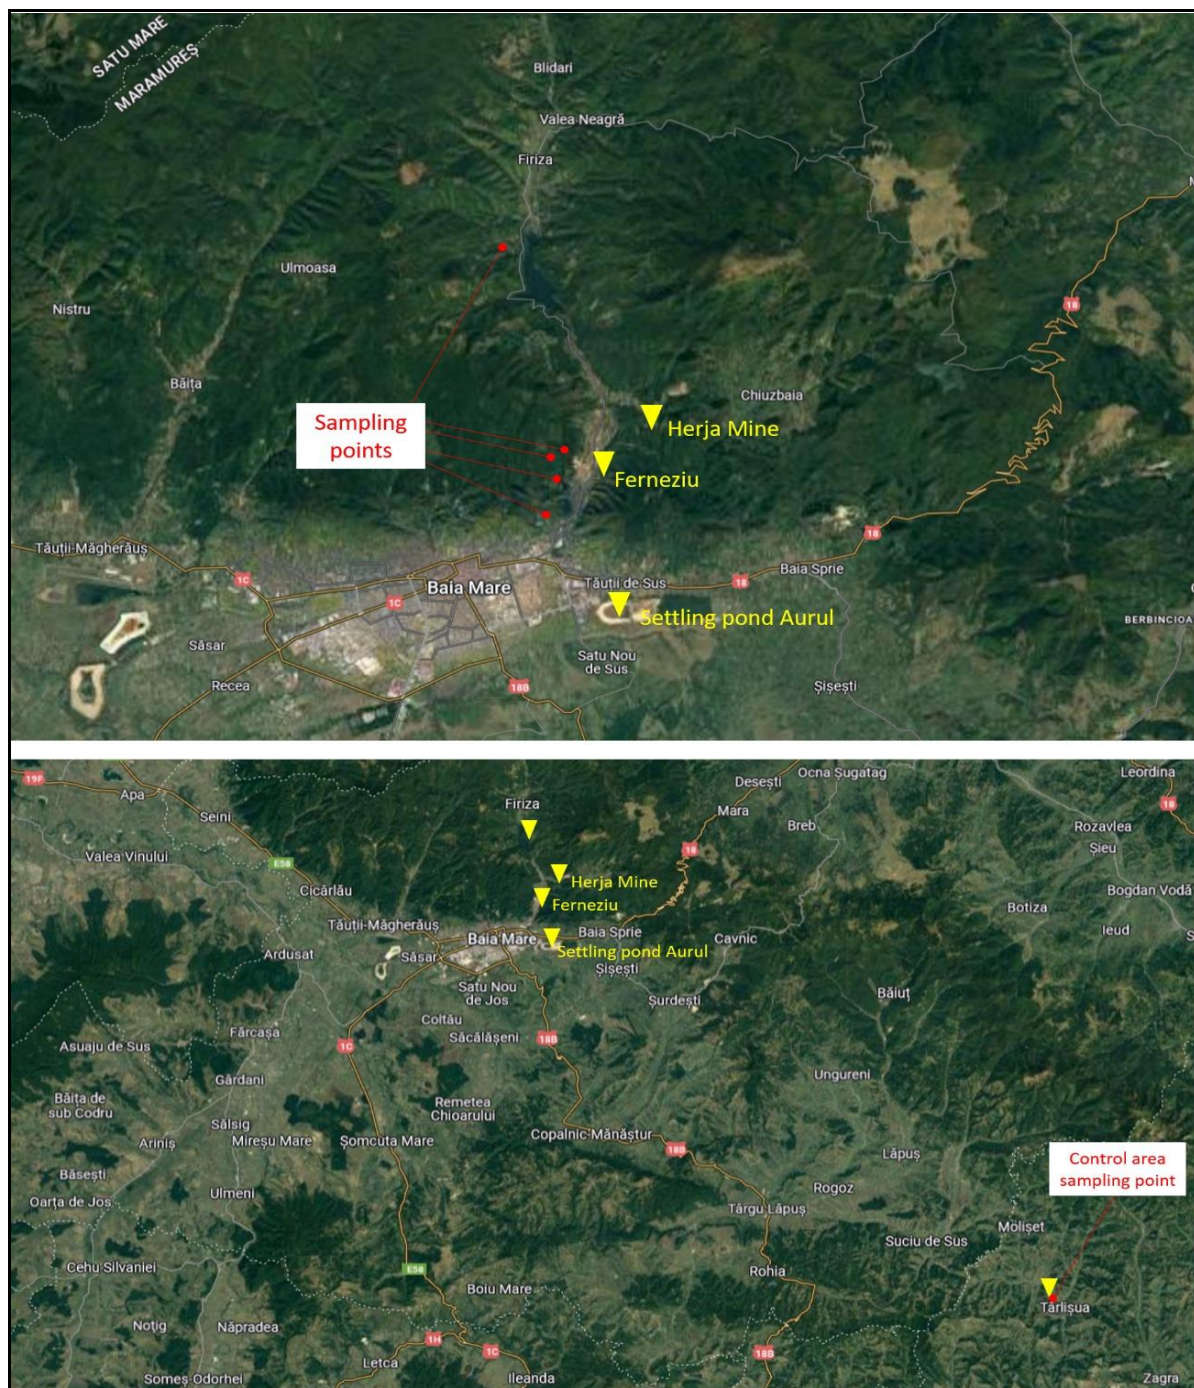 SATU MARE
MARAMUREȘ
Blidari
Valea Neagră
Firiza
Ulmoasa
Nistru
18
Băița
Chiuzbaia
Sampling
points
Herja Mine
Ferneziu
18
Tăuții-Măgherăuș
1C
Baia Mare
1C
Tăuții de Sus
18
Baia Sprie
Settling pond Aurul
BERBINCIOA
Săsar
Satu Nou
de Sus
Recea
18B
Șișești
19F
Apa
Seini
Firiza
Desești
Ocna Șugatag
Leordina
Mara
18
Breb
Rozavlea
Șieu
Valea Vinului
E58
18
Cicârlău
Herja Mine
Ferneziu
Bogdan Vodă
Botiza
Tăuții-Măgherăuș
Baia Mare
Baia Sprie
Cavnic
Ieud
Ardusat
Săsar
Settling pond Aurul
Șișești
Satu Nou
de Jos
Șurdești
Băiuț
Coltău
Săcălășeni
Fărcașa
1C
18B
Asuaju de Sus
Gârdani
Ungureni
Băița de
sub Codru
Sălsig
Remetea
Chioarului
Ariniș
Mireșu Mare
Șomcuta Mare
Copalnic-Mănăștur
18B
Lăpuș
Control area
sampling point
Băsești
Oarța de Jos
Ulmeni
Rogoz
Târgu Lăpuș
Molișet
Suciu de Sus
Cehu Silvaniei
E58
Rohia
Boiu Mare
Târlișua
Notig
Năpradea
1H
1C
18B
Letca
Someș-Odorhei
Ileanda
Zagra